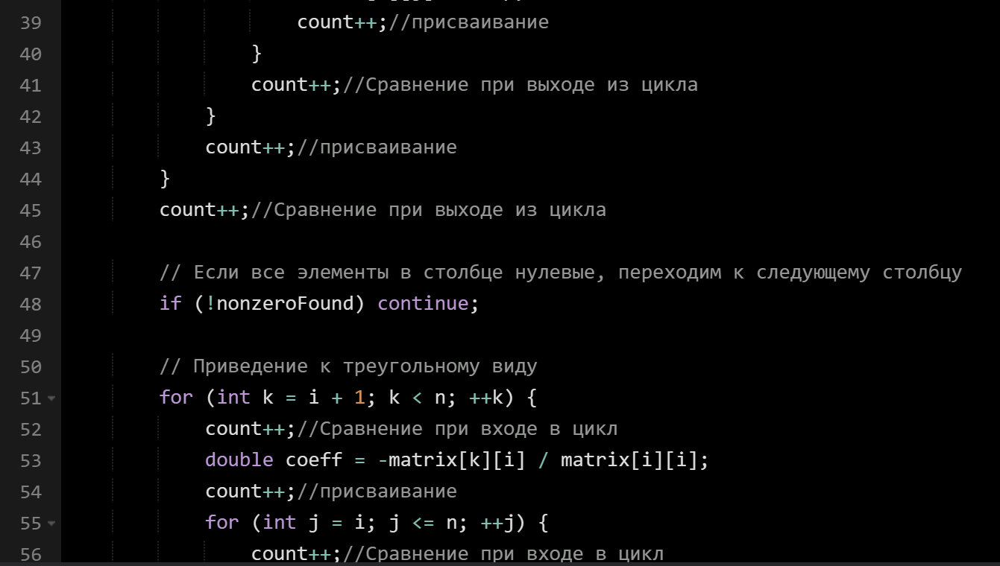 39 count++;//присваивание
40 }
41 count++;//Сравнение при выходе из цикла
42 }
43 count++;//присваивание
44 }
45 count++;//Сравнение при выходе из цикла
46
47 // Если все элементы в столбце нулевые, переходим к следующему столбцу
48 if (!nonzeroFound) continue;
49
50 // Приведение к треугольному виду
51 for (int k = i + 1; k < n; ++k) {
52 count++;//Сравнение при входе в цикл
53 double coeff = -matrix[k][i] / matrix[i][i];
54 count++;//присваивание
55 for (int j = i; j <= n; ++j) {
56 count++;//Сравнение при входе в цикл